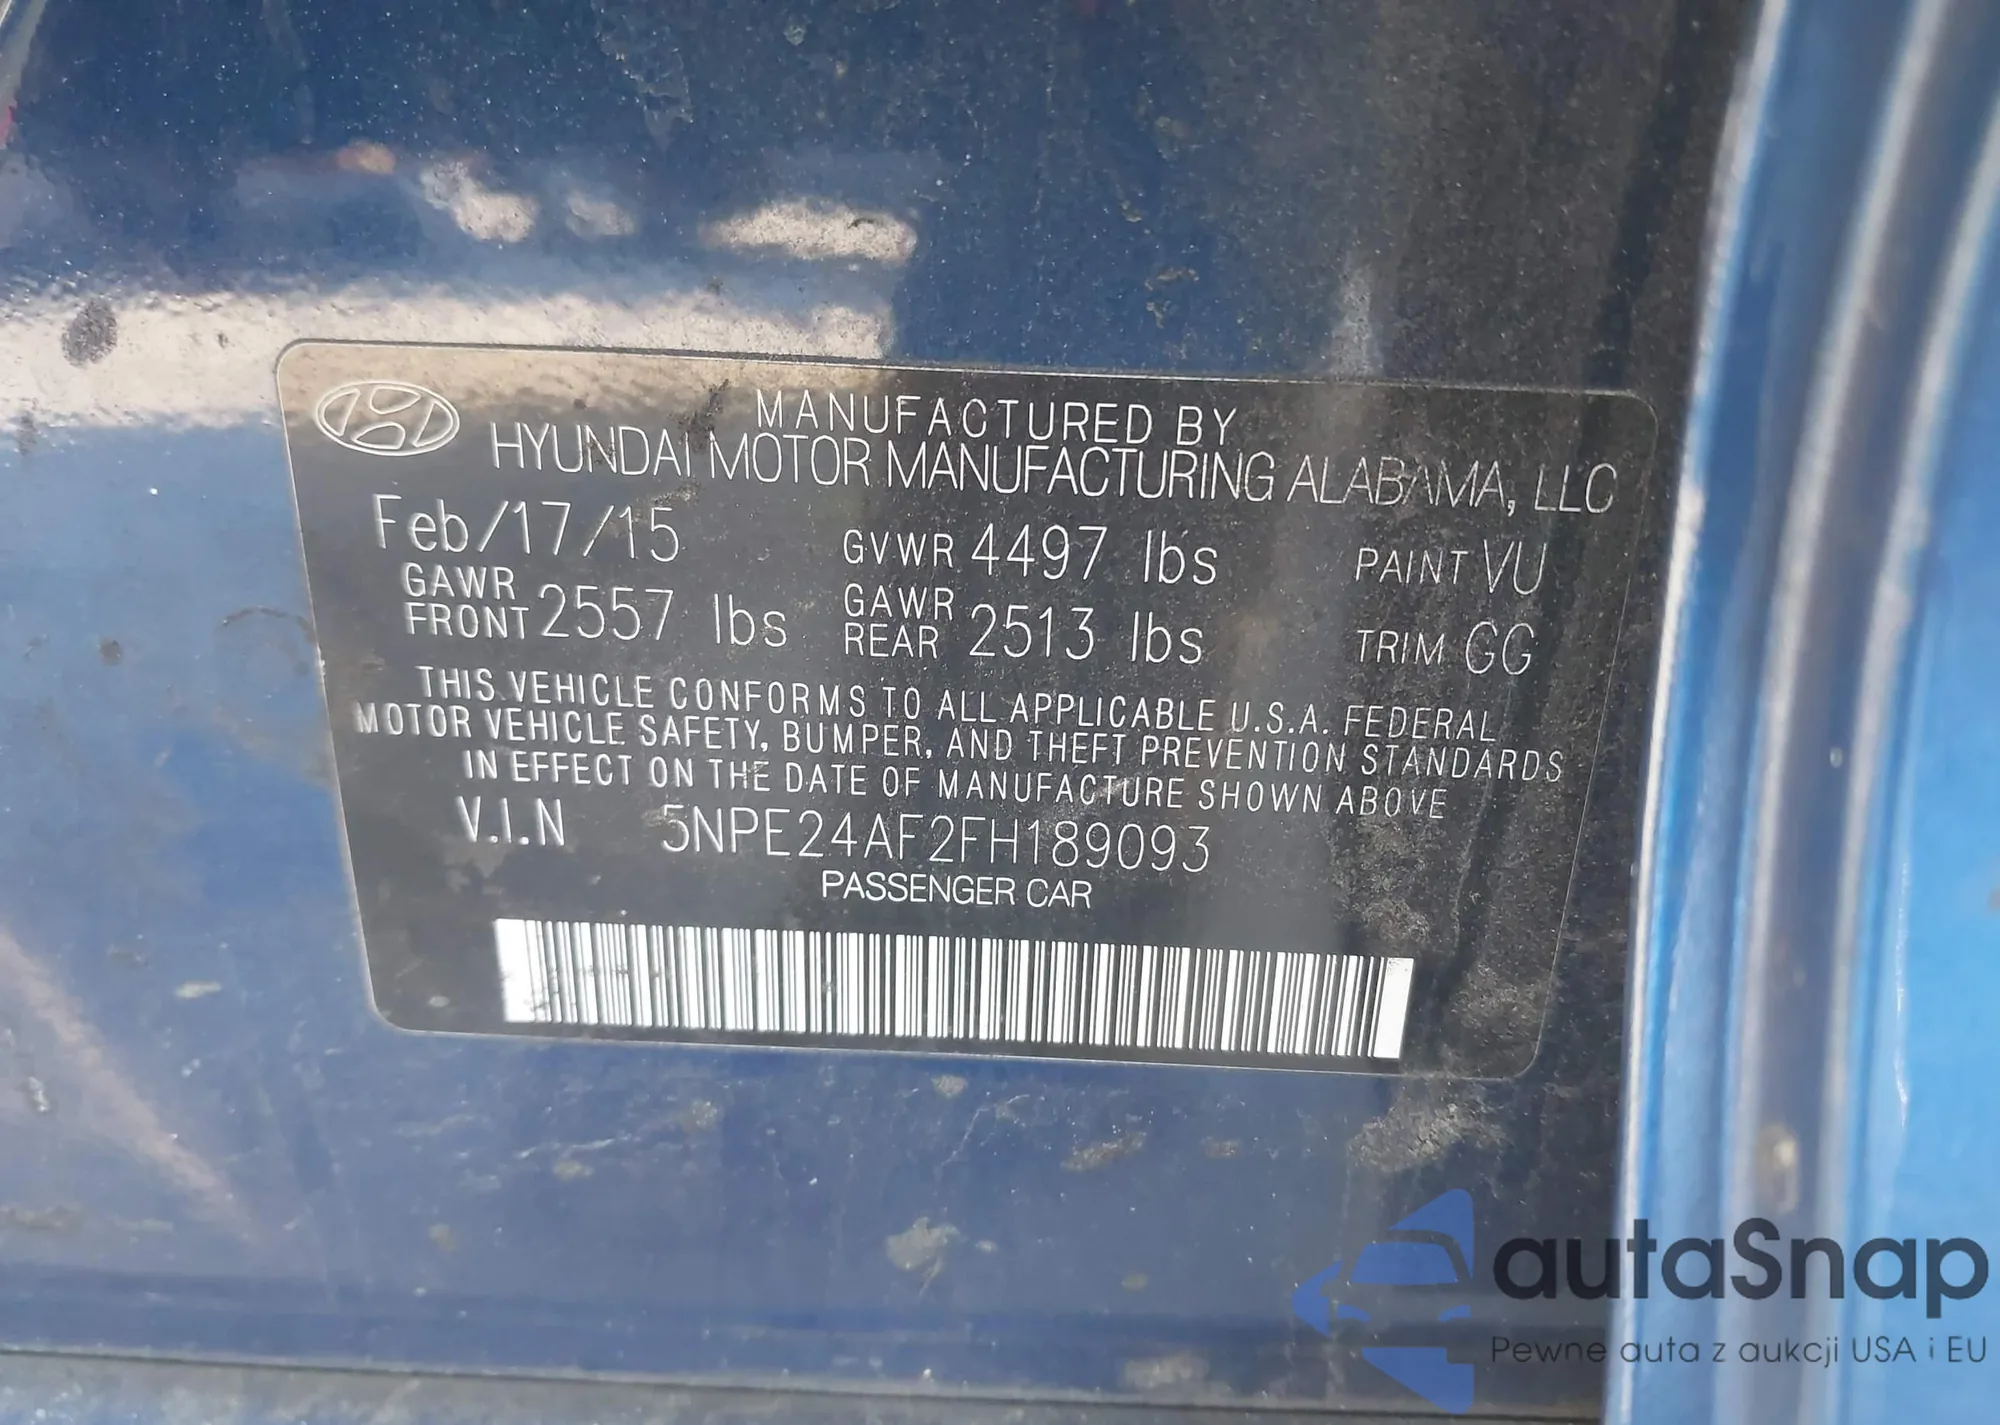 MANUFACTURED BY
HYUNDAI MOTOR MANUFACTURING ALABAMA, LLC
Feb/17/15 GVWR 4497 lbs PAINT VU
GAWR FRONT 2557 lbs GAWR REAR 2513 lbs TRIM GG
THIS VEHICLE CONFORMS TO ALL APPLICABLE U.S.A. FEDERAL
MOTOR VEHICLE SAFETY, BUMPER, AND THEFT PREVENTION STANDARDS
IN EFFECT ON THE DATE OF MANUFACTURE SHOWN ABOVE
V.I.N 5NPE24AF2FH189093
PASSENGER CAR
autaSnap
Pewne auta z aukcji USA i EU